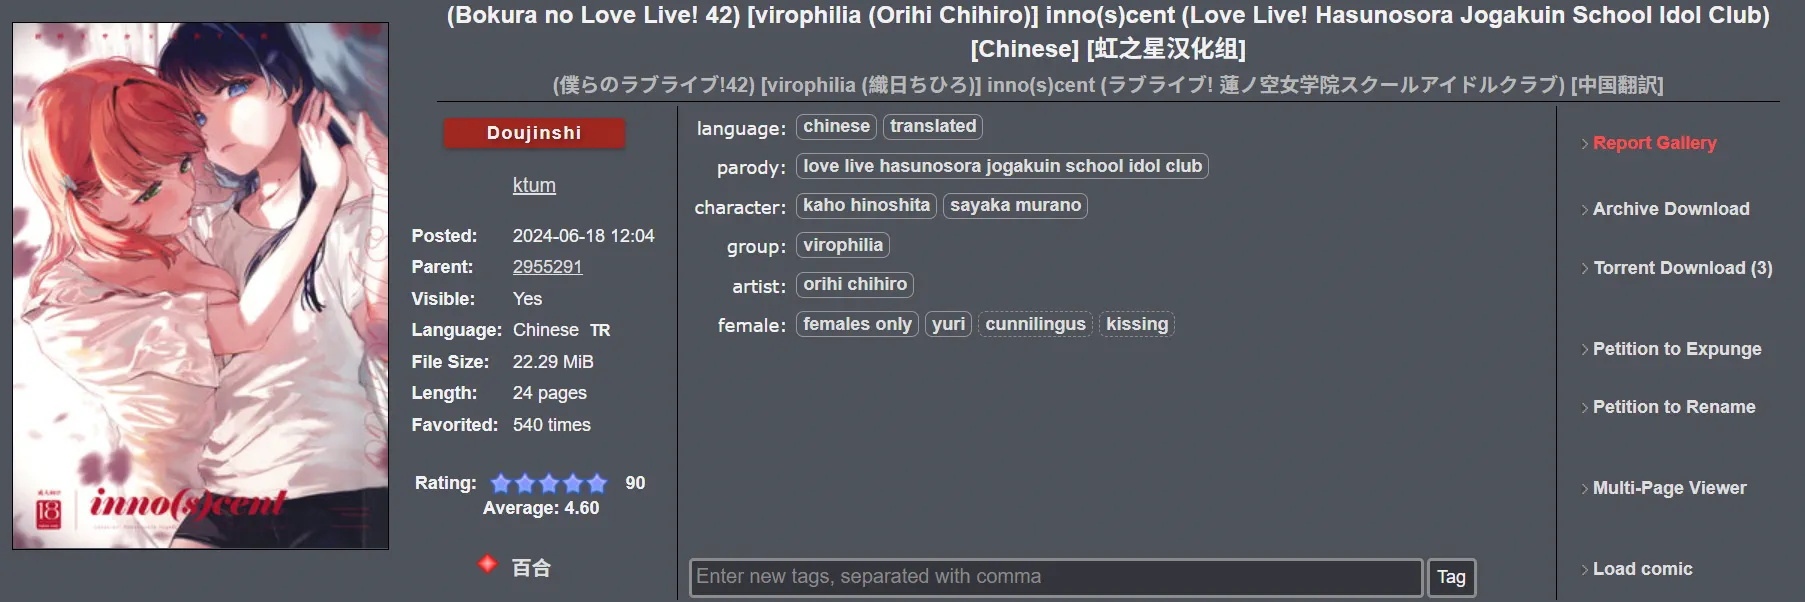 (Bokura no Love Live! 42) [virophilia (Orihi Chihiro)] inno(s)cent (Love Live! Hasunosora Jogakuin School Idol Club)
[Chinese] [虹之星汉化组]
(僕らのラブライブ!42) [virophilia (織日ちひろ)] inno(s)cent (ラブライブ! 蓮ノ空女学院スクールアイドルクラブ) [中国翻訳]
成人向け
18
inno(s)cent
Doujinshi
ktum
Posted: 2024-06-18 12:04
Parent: 2955291
Visible: Yes
Language: Chinese TR
File Size: 22.29 MiB
Length: 24 pages
Favorited: 540 times
Rating: 90
Average: 4.60
百合
language: chinese translated
parody: love live hasunosora jogakuin school idol club
character: kaho hinoshita sayaka murano
group: virophilia
artist: orihi chihiro
female: females only yuri cunnilingus kissing
Enter new tags, separated with comma Tag
Report Gallery
Archive Download
Torrent Download (3)
Petition to Expunge
Petition to Rename
Multi-Page Viewer
Load comic